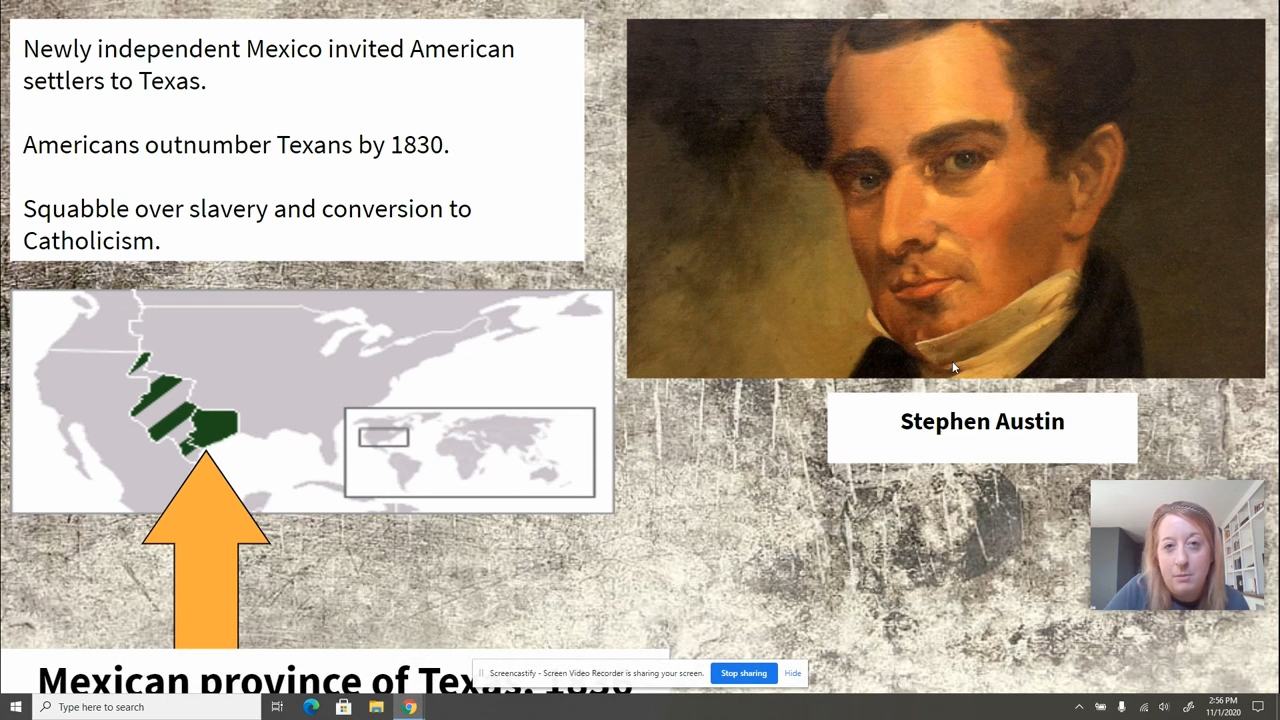 Newly independent Mexico invited American
settlers to Texas.
Americans outnumber Texans by 1830.
Squabble over slavery and conversion to
Catholicism.
Stephen Austin
Mexican province of Texas, 1836
Screencastify - Screen Video Recorder is sharing your screen.
Stop sharing
Hide
Type here to search
2:56 PM
11/1/2020